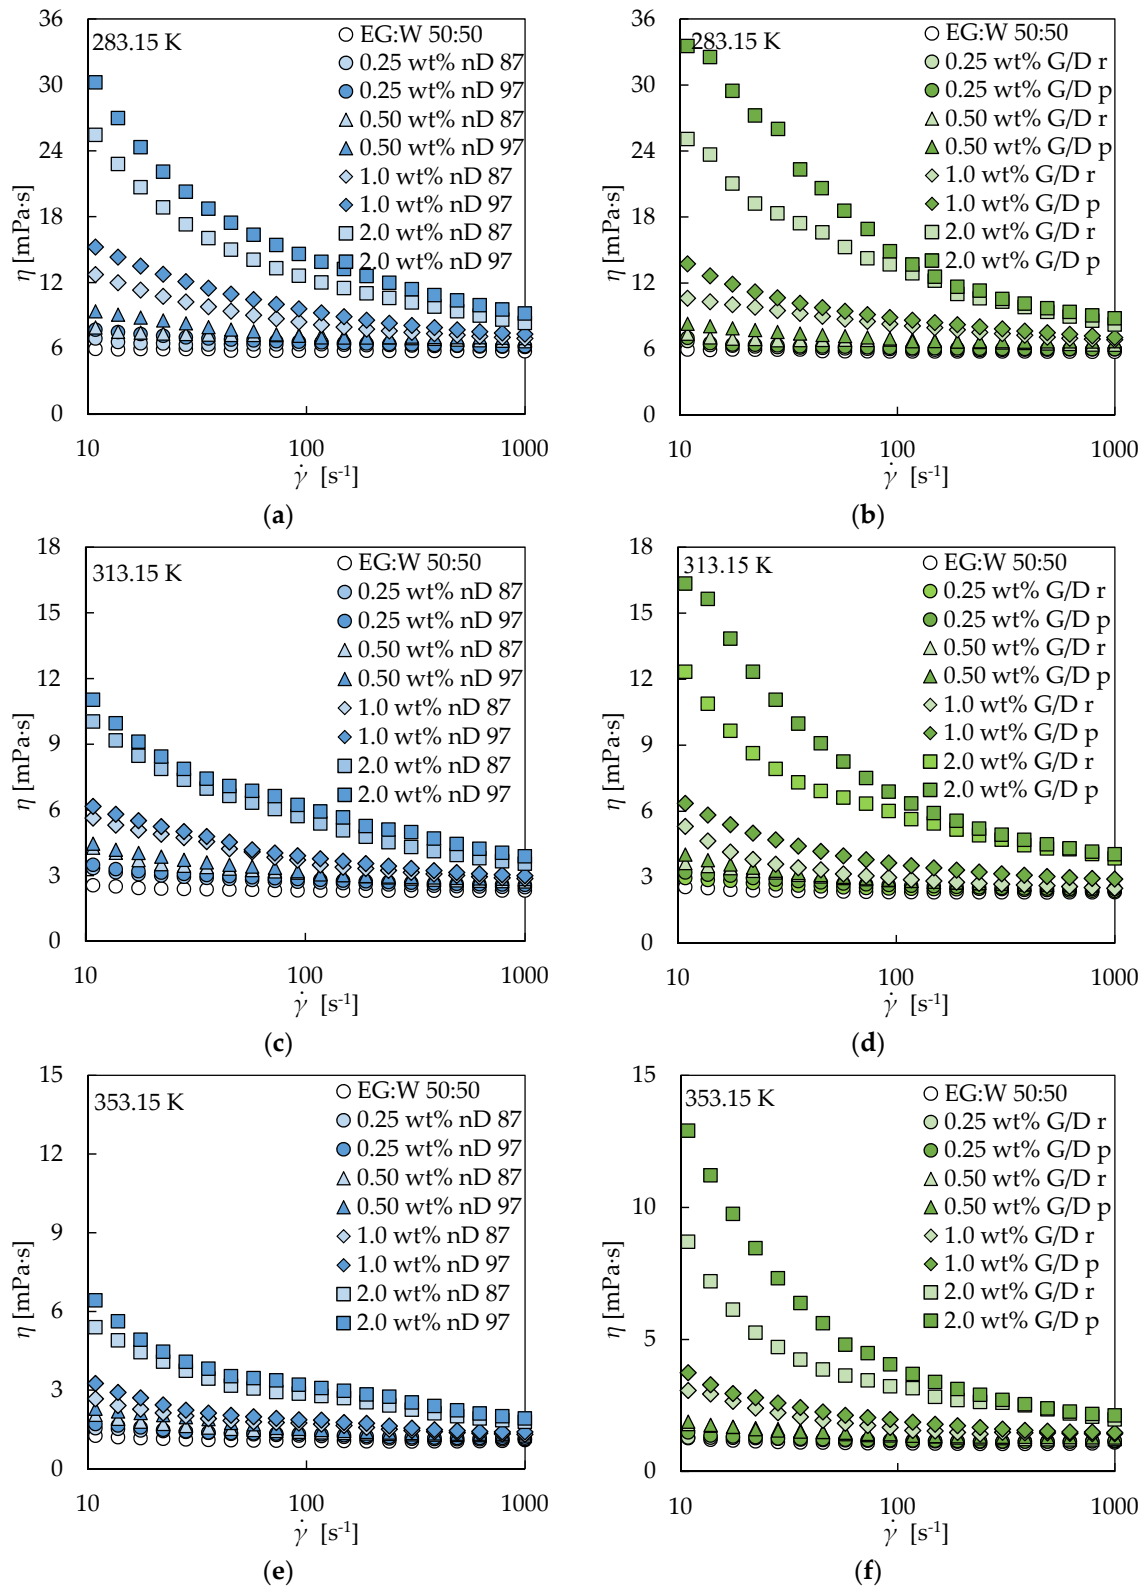 36
30
24
18
12
6
0
η [mPa·s]
283.15 K
EG:W 50:50
0.25 wt% nD 87
0.25 wt% nD 97
0.50 wt% nD 87
0.50 wt% nD 97
1.0 wt% nD 87
1.0 wt% nD 97
2.0 wt% nD 87
2.0 wt% nD 97
10 100 1000
γ̇ [s-1]
(a)
36
30
24
18
12
6
0
η [mPa·s]
283.15 K
EG:W 50:50
0.25 wt% G/D r
0.25 wt% G/D p
0.50 wt% G/D r
0.50 wt% G/D p
1.0 wt% G/D r
1.0 wt% G/D p
2.0 wt% G/D r
2.0 wt% G/D p
10 100 1000
γ̇ [s-1]
(b)
18
15
12
9
6
3
0
η [mPa·s]
313.15 K
EG:W 50:50
0.25 wt% nD 87
0.25 wt% nD 97
0.50 wt% nD 87
0.50 wt% nD 97
1.0 wt% nD 87
1.0 wt% nD 97
2.0 wt% nD 87
2.0 wt% nD 97
10 100 1000
γ̇ [s-1]
(c)
18
15
12
9
6
3
0
η [mPa·s]
313.15 K
EG:W 50:50
0.25 wt% G/D r
0.25 wt% G/D p
0.50 wt% G/D r
0.50 wt% G/D p
1.0 wt% G/D r
1.0 wt% G/D p
2.0 wt% G/D r
2.0 wt% G/D p
10 100 1000
γ̇ [s-1]
(d)
15
12
9
6
3
0
η [mPa·s]
353.15 K
EG:W 50:50
0.25 wt% nD 87
0.25 wt% nD 97
0.50 wt% nD 87
0.50 wt% nD 97
1.0 wt% nD 87
1.0 wt% nD 97
2.0 wt% nD 87
2.0 wt% nD 97
10 100 1000
γ̇ [s-1]
(e)
15
10
5
0
η [mPa·s]
353.15 K
EG:W 50:50
0.25 wt% G/D r
0.25 wt% G/D p
0.50 wt% G/D r
0.50 wt% G/D p
1.0 wt% G/D r
1.0 wt% G/D p
2.0 wt% G/D r
2.0 wt% G/D p
10 100 1000
γ̇ [s-1]
(f)